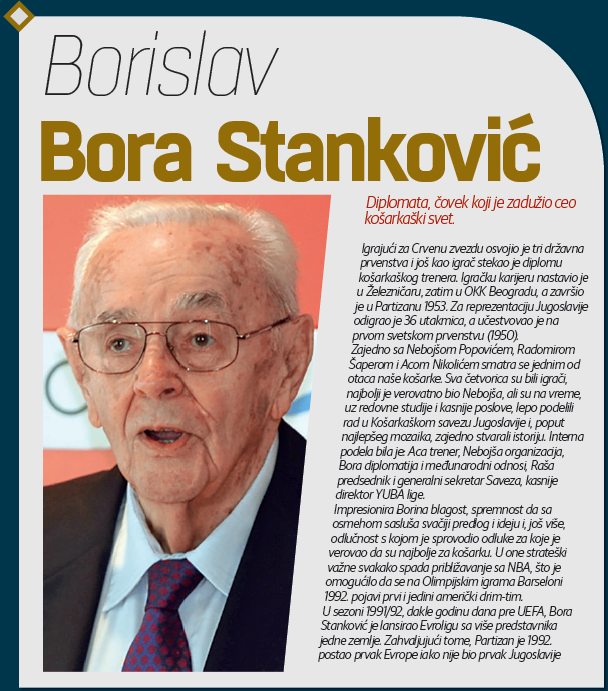 Borislav
Bora Stanković
Diplomata, čovek koji je zadužio ceo
košarkaški svet.
Igrajući za Crvenu zvezdu osvojio je tri državna
prvenstva i još kao igrač stekao je diplomu
košarkaškog trenera. Igračku karijeru nastavio je
u Železničaru, zatim u OKK Beogradu, a završio
je u Partizanu 1953. Za reprezentaciju Jugoslavije
odigrao je 36 utakmica, a učestvovao je na
prvom svetskom prvenstvu (1950).
Zajedno sa Nebojšom Popovićem, Radomirom
Šaperom i Acom Nikolićem smatra se jednim od
otaca naše košarke. Sva četvorica su bili igrači,
najbolji je verovatno bio Nebojša, ali su na vreme,
uz redovne studije i kasnije poslove, lepo podelili
rad u Košarkaškom savezu Jugoslavije i, poput
najlepšeg mozaika, zajedno stvarali istoriju. Interna
podela bila je: Aca trener, Nebojša organizacija,
Bora diplomatija i međunarodni odnosi, Raša
predsednik i generalni sekretar Saveza, kasnije
direktor YUBA lige.
Impresionira Borina blagost, spremnost da sa
osmehom sasluša svačiji predlog i ideju i, još više,
odlučnost s kojom je sprovodio odluke za koje je
verovao da su najbolje za košarku. U one strateški
važne svakako spada približavanje sa NBA, što je
omogućilo da se na Olimpijskim igrama Barseloni
1992. pojavi prvi i jedini američki drim-tim.
U sezoni 1991/92, dakle godinu dana pre UEFA, Bora
Stanković je lansirao Evroligu sa više predstavnika
jedne zemlje. Zahvaljujući tome, Partizan je 1992.
postao prvak Evrope iako nije bio prvak Jugoslavije